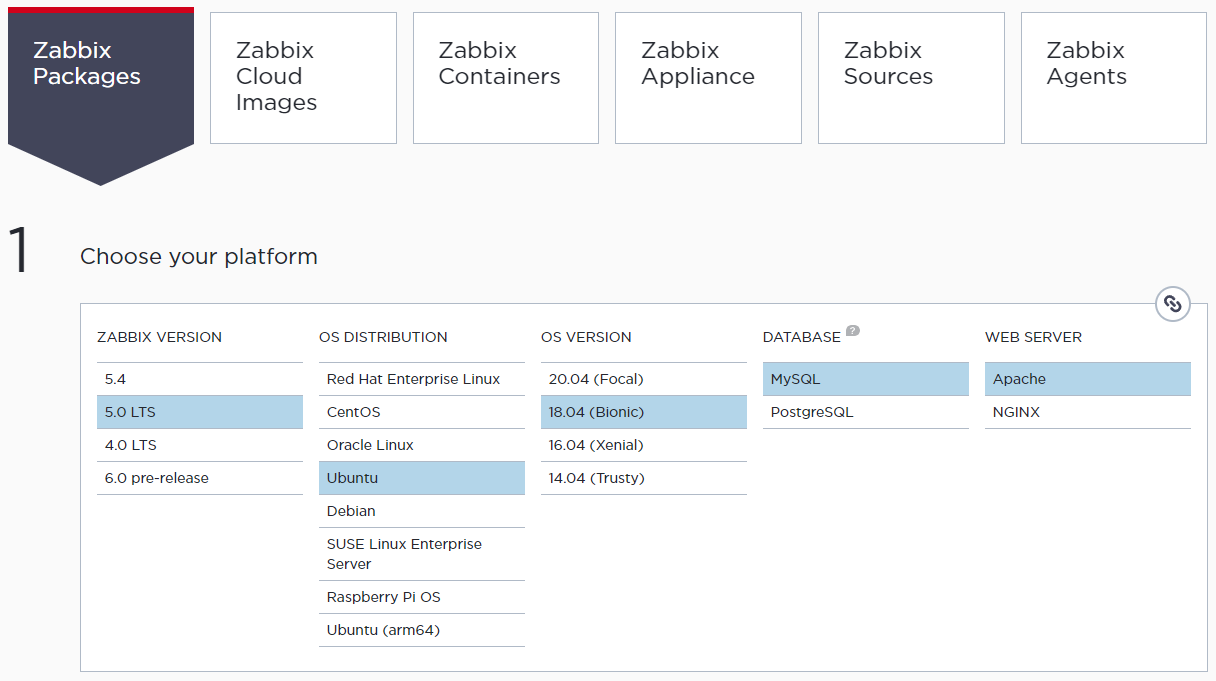 Zabbix
Packages
Zabbix
Cloud
Images
Zabbix
Containers
Zabbix
Appliance
Zabbix
Sources
Zabbix
Agents
1
Choose your platform
ZABBIX VERSION
5.4
5.0 LTS
4.0 LTS
6.0 pre-release
OS DISTRIBUTION
Red Hat Enterprise Linux
CentOS
Oracle Linux
Ubuntu
Debian
SUSE Linux Enterprise
Server
Raspberry Pi OS
Ubuntu (arm64)
OS VERSION
20.04 (Focal)
18.04 (Bionic)
16.04 (Xenial)
14.04 (Trusty)
DATABASE ?
MySQL
PostgreSQL
WEB SERVER
Apache
NGINX